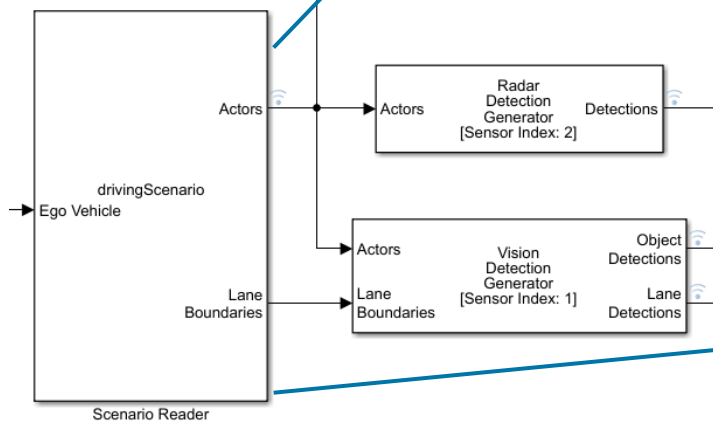 drivingScenario
Ego Vehicle
Actors
Lane
Boundaries
Scenario Reader
Actors
Radar
Detection
Generator
[Sensor Index: 2]
Detections
Actors
Lane
Boundaries
Vision
Detection
Generator
[Sensor Index: 1]
Object
Detections
Lane
Detections